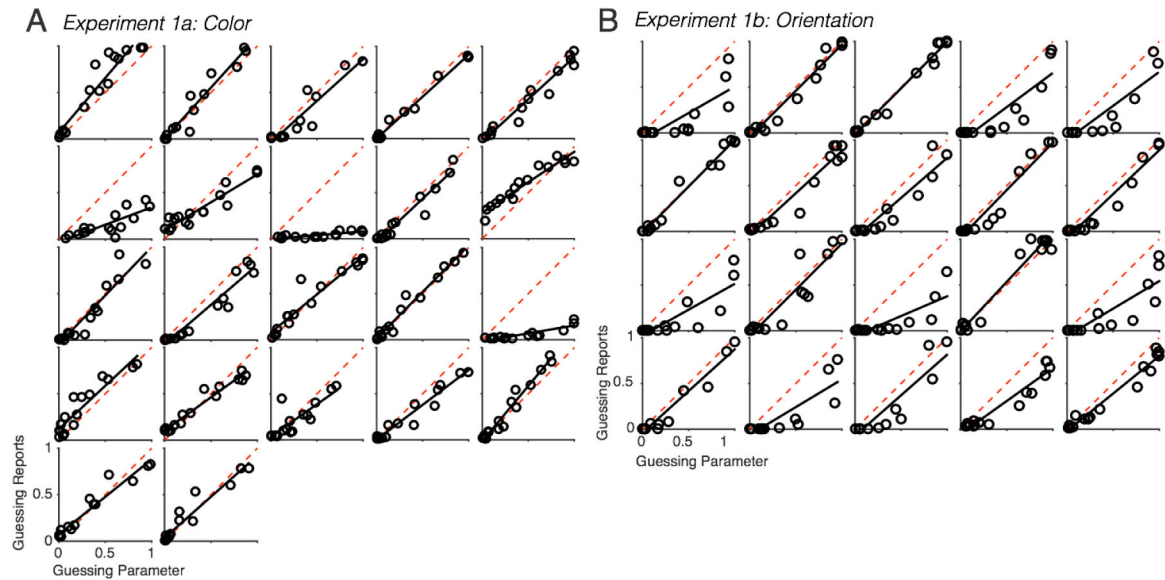 A Experiment 1a: Color
Guessing Reports
1
0.5
0
0 0.5 1
Guessing Parameter
B Experiment 1b: Orientation
Guessing Reports
1
0.5
0
0 0.5 1
Guessing Parameter